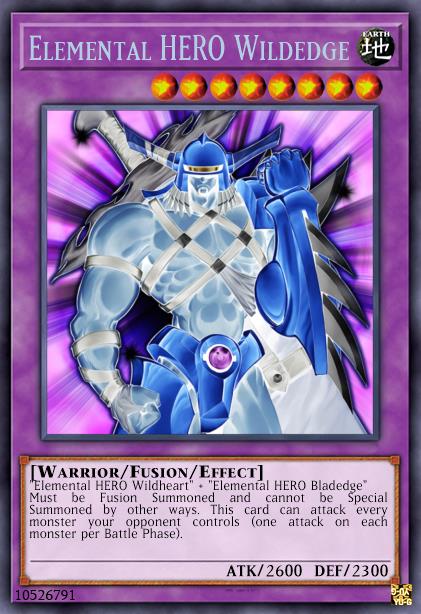 ELEMENTAL HERO WILDEDGE
EARTH
地
[WARRIOR/FUSION/EFFECT]
"Elemental HERO Wildheart" + "Elemental HERO Bladedge"
Must be Fusion Summoned and cannot be Special
Summoned by other ways. This card can attack every
monster your opponent controls (one attack on each
monster per Battle Phase).
ATK/2600 DEF/2300
10526791